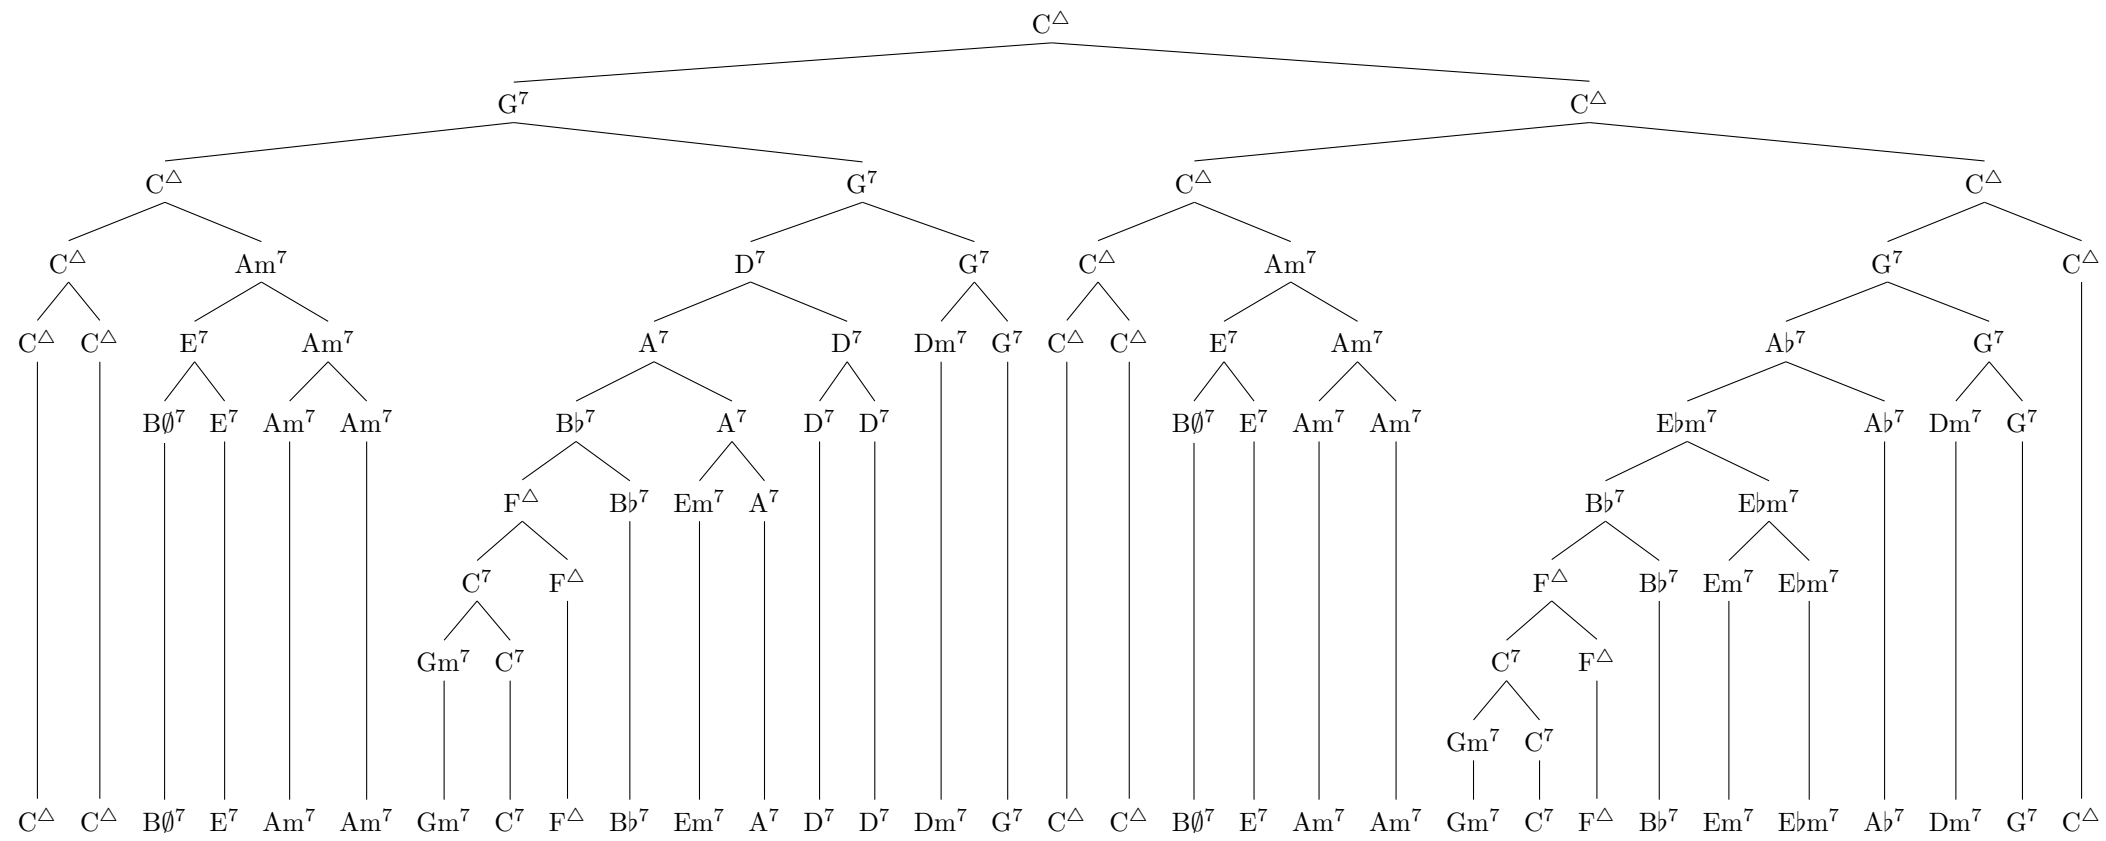 C△
G⁷ C△
C△ G⁷ C△ C△
C△ Am⁷ D⁷ G⁷ C△ Am⁷ G⁷ C△
C△ C△ E⁷ Am⁷ A⁷ D⁷ Dm⁷ G⁷ C△ C△ E⁷ Am⁷ A♭⁷ G⁷
B∅⁷ E⁷ Am⁷ Am⁷ B♭⁷ A⁷ D⁷ D⁷ B∅⁷ E⁷ Am⁷ Am⁷ E♭m⁷ A♭⁷ Dm⁷ G⁷
F△ B♭⁷ Em⁷ A⁷ B♭⁷ E♭m⁷
C⁷ F△ F△ B♭⁷ Em⁷ E♭m⁷
Gm⁷ C⁷ C⁷ F△
Gm⁷ C⁷
C△ C△ B∅⁷ E⁷ Am⁷ Am⁷ Gm⁷ C⁷ F△ B♭⁷ Em⁷ A⁷ D⁷ D⁷ Dm⁷ G⁷ C△ C△ B∅⁷ E⁷ Am⁷ Am⁷ Gm⁷ C⁷ F△ B♭⁷ Em⁷ E♭m⁷ A♭⁷ Dm⁷ G⁷ C△